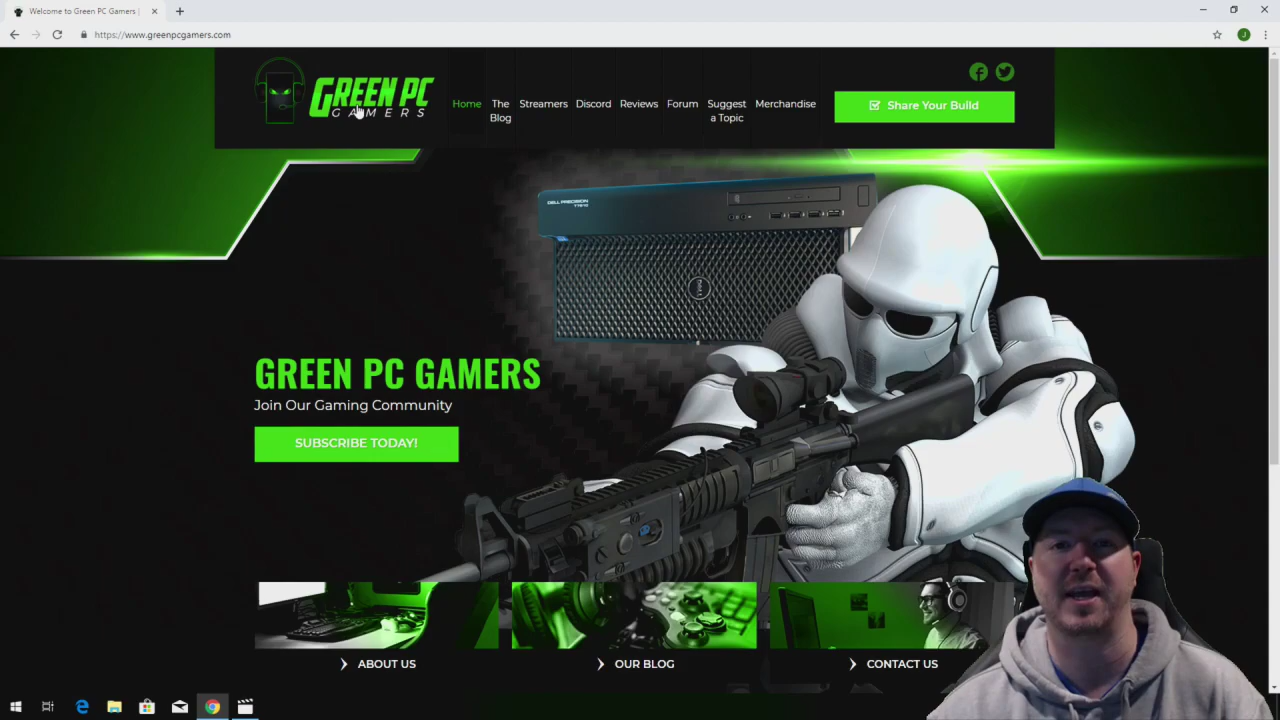 Welcome to Green PC Gamers |
https://www.greenpcgamers.com
J
GREEN PC
GAMERS
Home
The
Blog
Streamers
Discord
Reviews
Forum
Suggest
a Topic
Merchandise
Share Your Build
DELL PRECISION
DELL
GREEN PC GAMERS
Join Our Gaming Community
SUBSCRIBE TODAY!
ABOUT US
OUR BLOG
CONTACT US